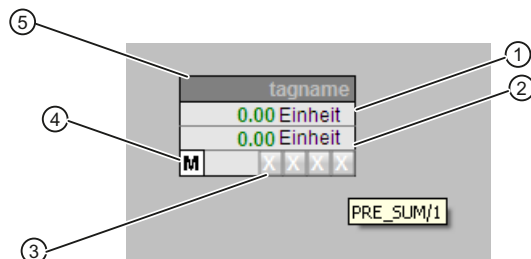 5
1
tagname
0.00 Einheit
2
0.00 Einheit
4
M X X X X
PRE_SUM/1
3